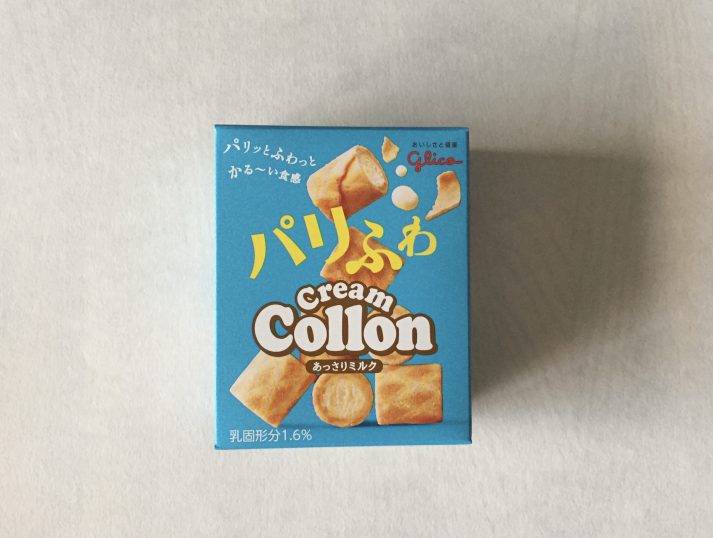 パリッとふわっと
かる〜い食感
おいしさと健康
glico
パリふわ
Cream
Collon
あっさりミルク
乳固形分1.6%